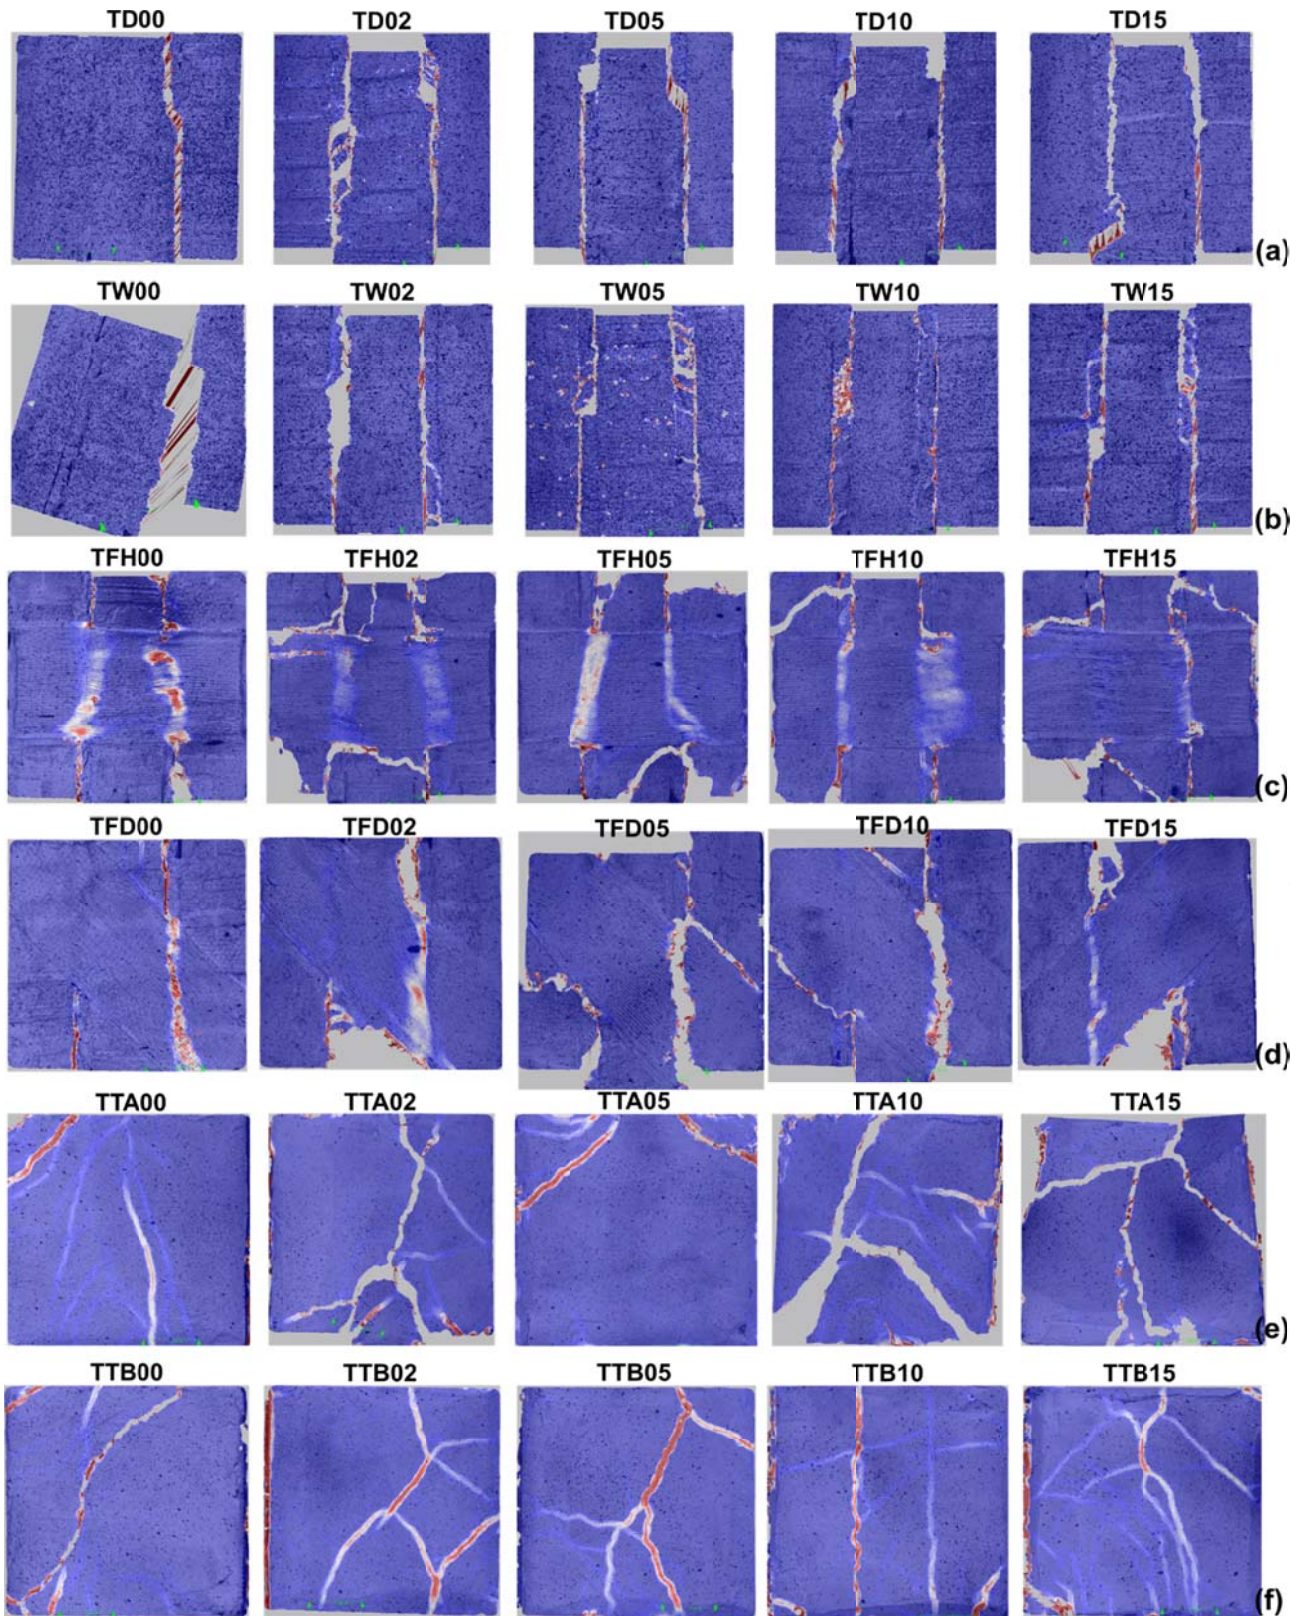 TD00 TD02 TD05 TD10 TD15
(a)
TW00 TW02 TW05 TW10 TW15
(b)
TFH00 TFH02 TFH05 TFH10 TFH15
(c)
TFD00 TFD02 TFD05 TFD10 TFD15
(d)
TTA00 TTA02 TTA05 TTA10 TTA15
(e)
TTB00 TTB02 TTB05 TTB10 TTB15
(f)